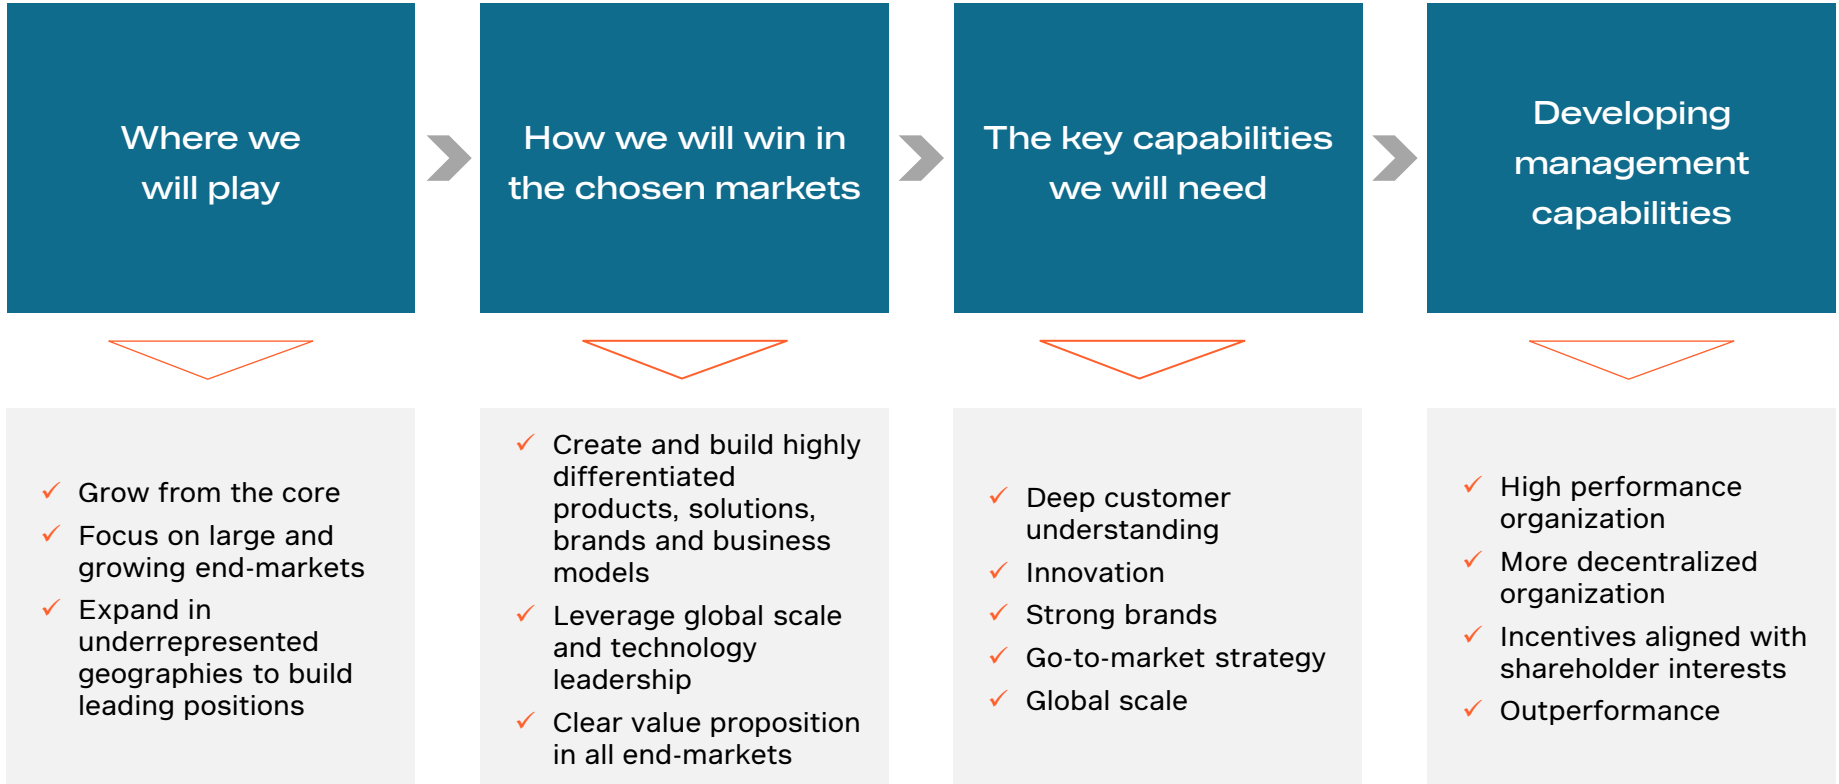 Where we
will play
How we will win in
the chosen markets
The key capabilities
we will need
Developing
management
capabilities
Grow from the core
Focus on large and
growing end-markets
Expand in
underrepresented
geographies to build
leading positions
Create and build highly
differentiated
products, solutions,
brands and business
models
Leverage global scale
and technology
leadership
Clear value proposition
in all end-markets
Deep customer
understanding
Innovation
Strong brands
Go-to-market strategy
Global scale
High performance
organization
More decentralized
organization
Incentives aligned with
shareholder interests
Outperformance